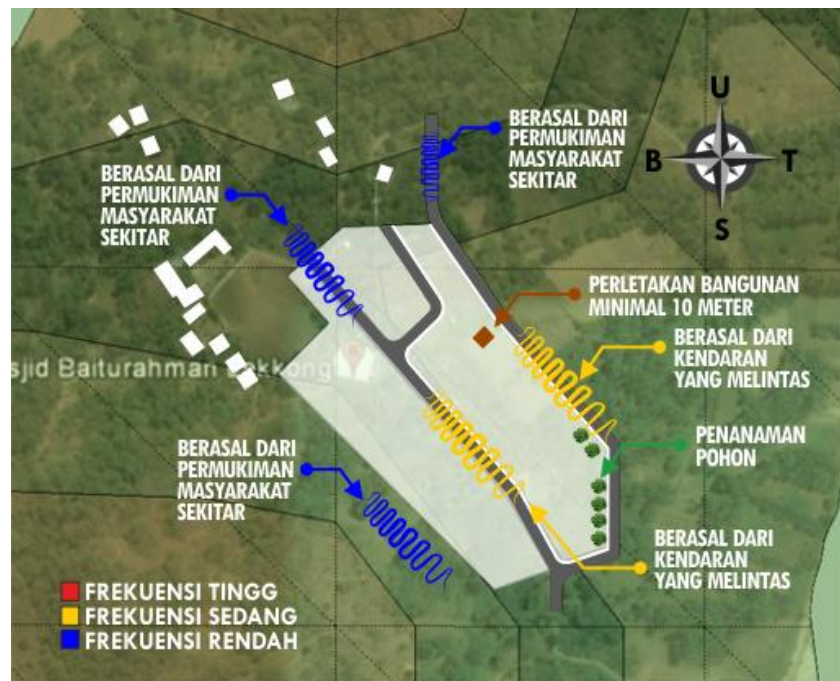 U
B
T
S
BERASAL DARI
PERMUKIMAN
MASYARAKAT
SEKITAR
BERASAL DARI
PERMUKIMAN
MASYARAKAT
SEKITAR
PERLETAKAN BANGUNAN
MINIMAL 10 METER
BERASAL DARI
KENDARAN
YANG MELINTAS
sjid Baiturahman
PENANAMAN
POHON
BERASAL DARI
PERMUKIMAN
MASYARAKAT
SEKITAR
BERASAL DARI
KENDARAN
YANG MELINTAS
FREKUENSI TINGG
FREKUENSI SEDANG
FREKUENSI RENDAH